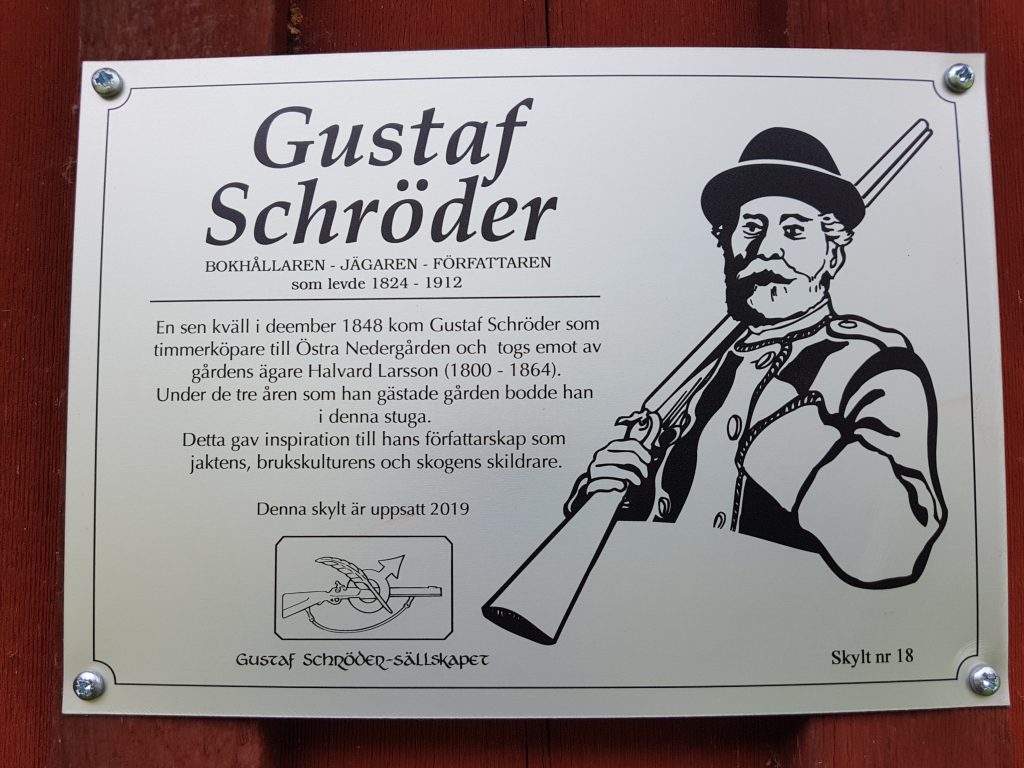 Gustaf
Schröder
BOKHÅLLAREN - JÄGAREN - FÖRFATTAREN
som levde 1824 - 1912
En sen kväll i deember 1848 kom Gustaf Schröder som
timmerköpare till Östra Nedergården och togs emot av
gårdens ägare Halvard Larsson (1800 - 1864).
Under de tre åren som han gästade gården bodde han
i denna stuga.
Detta gav inspiration till hans författarskap som
jaktens, brukskulturens och skogens skildrare.
Denna skylt är uppsatt 2019
Gustaf Schröder-sällskapet
Skylt nr 18